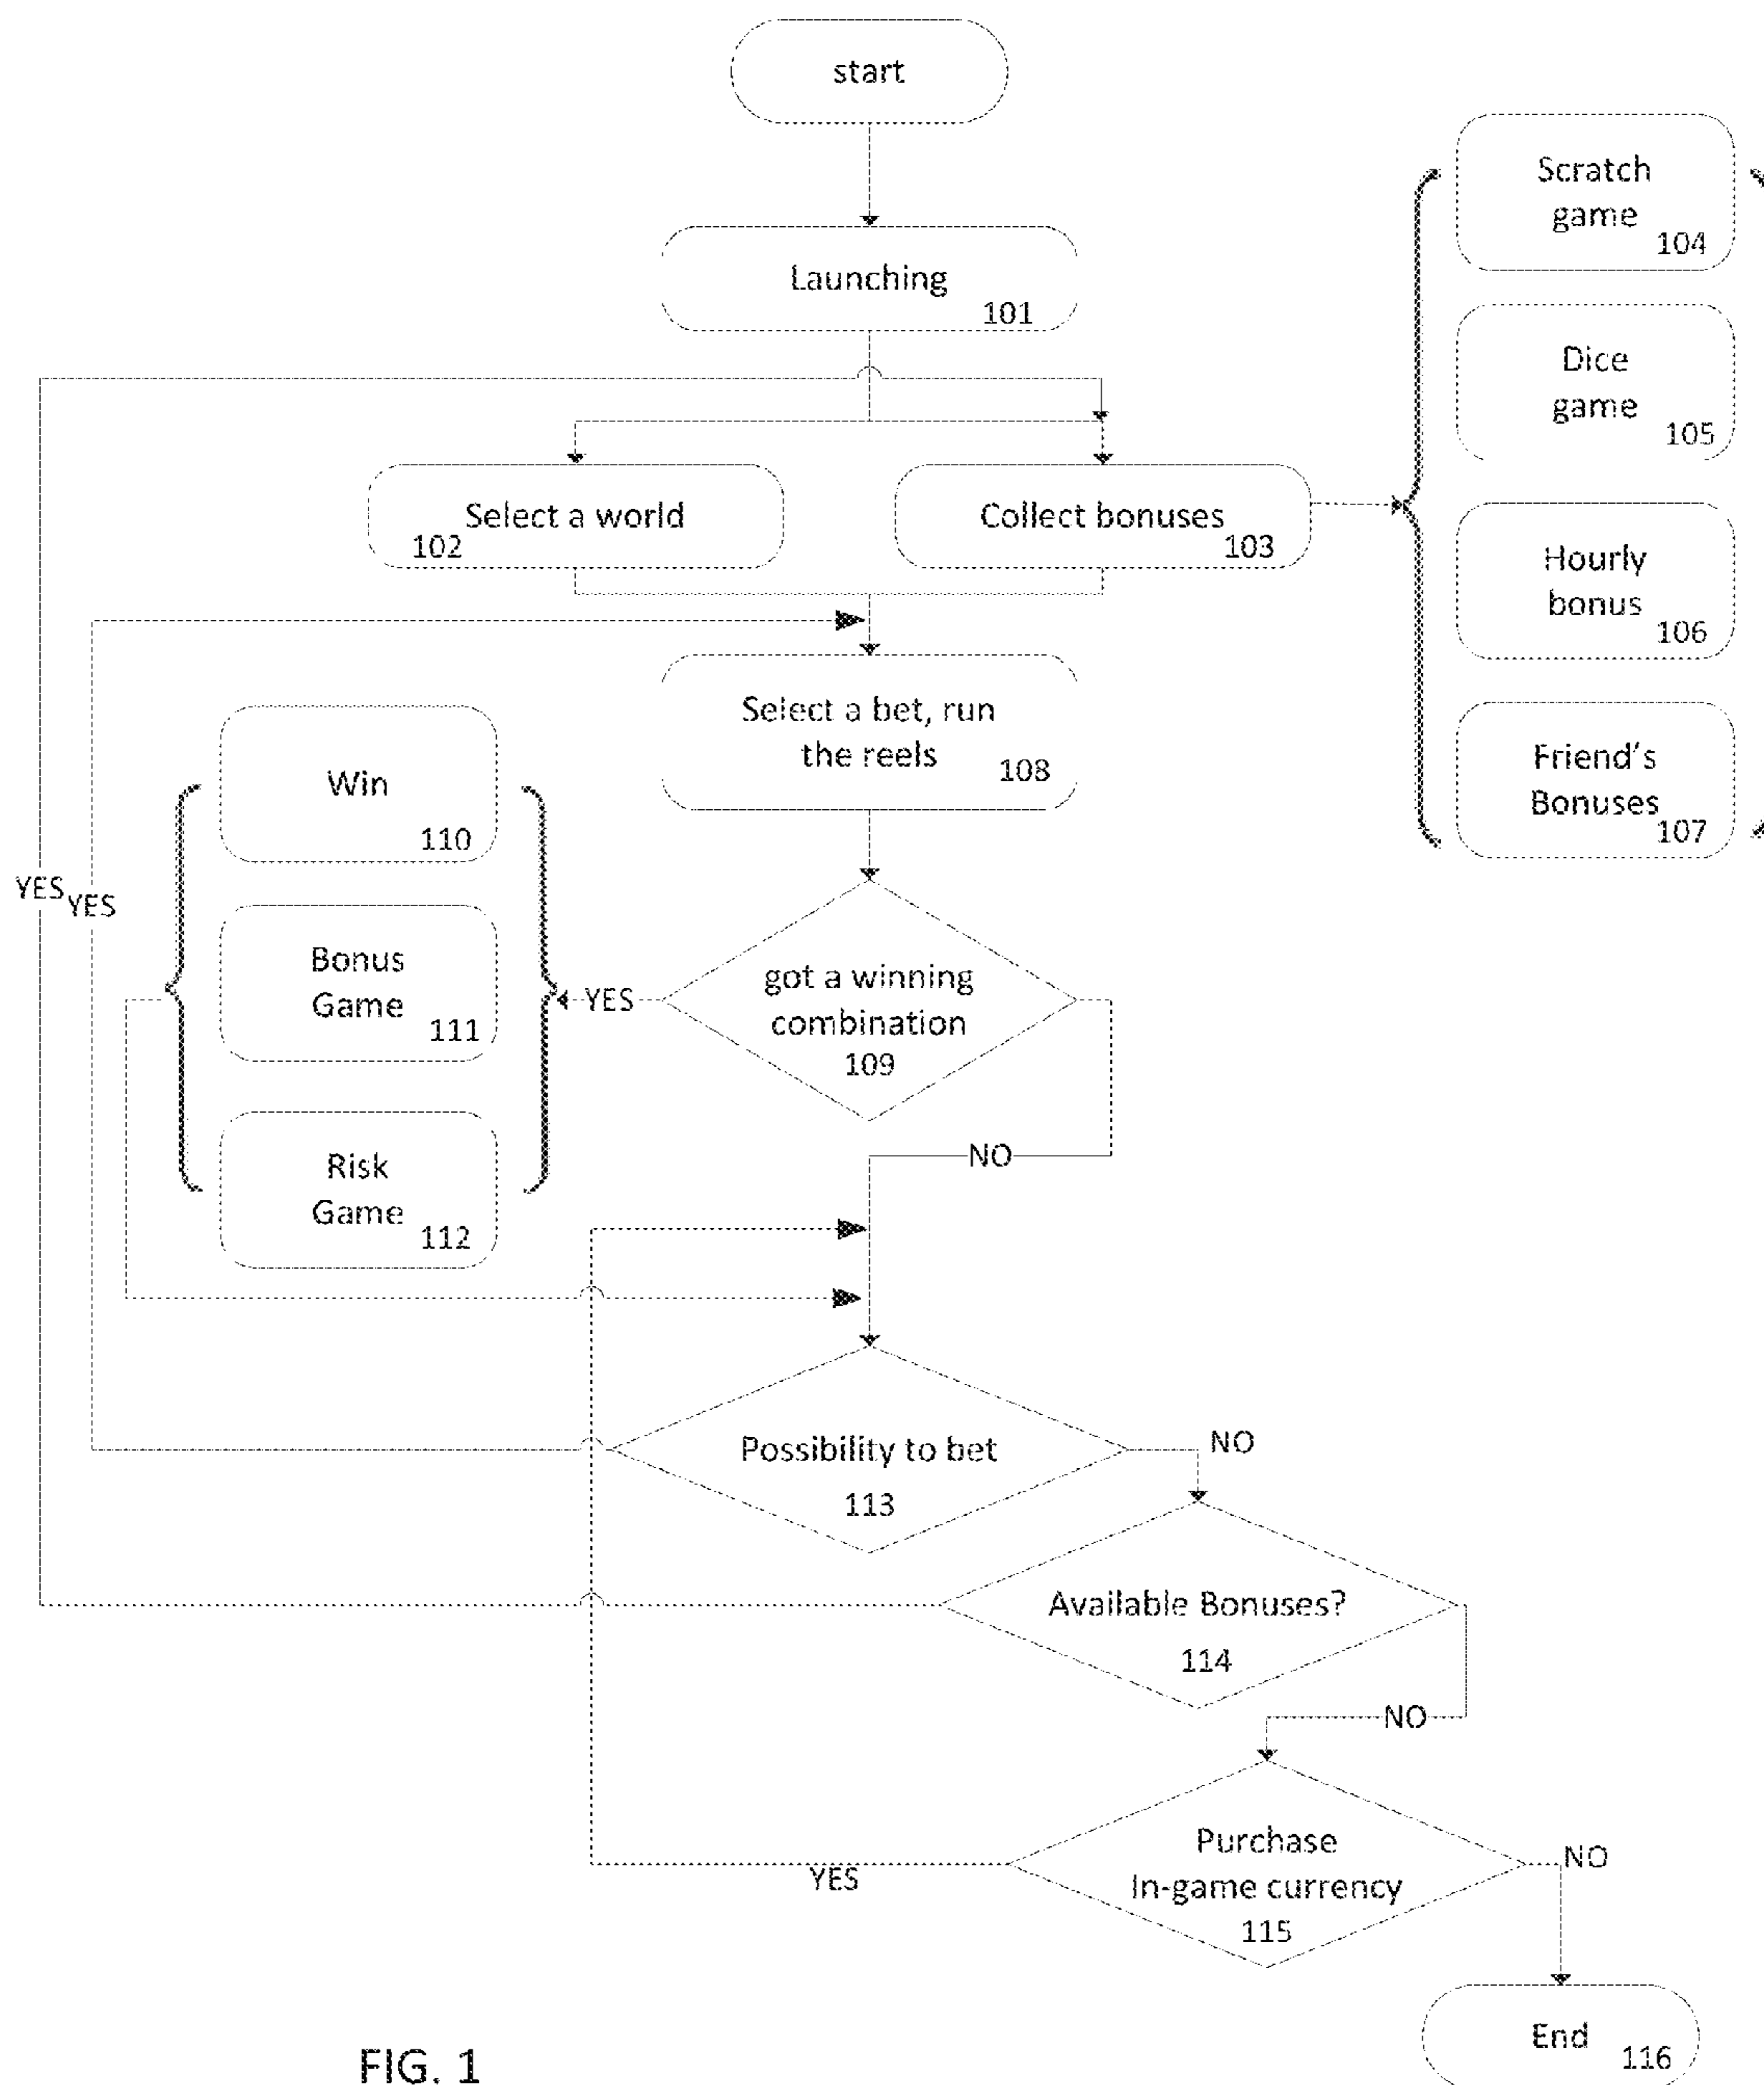 start
Launching
101
Scratch
game
104
Dice
game
105
Select a world
102
Collect bonuses
103
Hourly
bonus
106
Friend's
Bonuses
107
Select a bet, run
the reels
108
Win
110
YES
YES
Bonus
Game
111
YES
got a winning
combination
109
NO
Risk
Game
112
Possibility to bet
113
NO
Available Bonuses?
114
NO
Purchase
In-game currency
115
YES
NO
End
116
FIG. 1